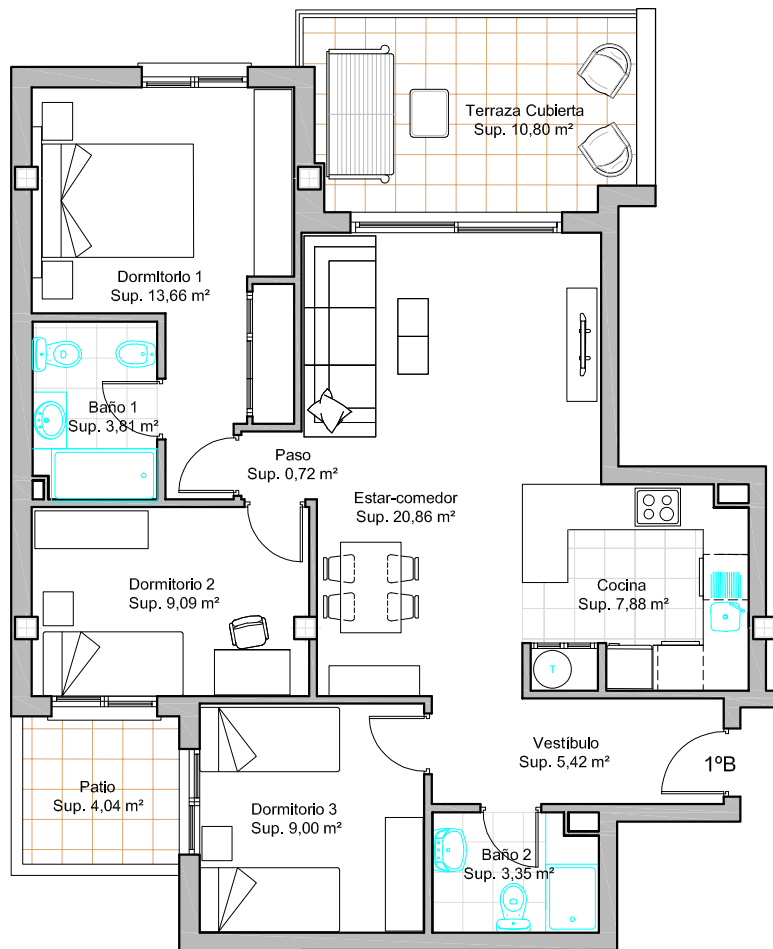 Terraza Cubierta
Sup. 10,80 m²
Dormitorio 1
Sup. 13,66 m²
Baño 1
Sup. 3,81 m²
Paso
Sup. 0,72 m²
Estar-comedor
Sup. 20,86 m²
Dormitorio 2
Sup. 9,09 m²
Cocina
Sup. 7,88 m²
T
Vestíbulo
Sup. 5,42 m²
1ºB
Patio
Sup. 4,04 m²
Dormitorio 3
Sup. 9,00 m²
Baño 2
Sup. 3,35 m²